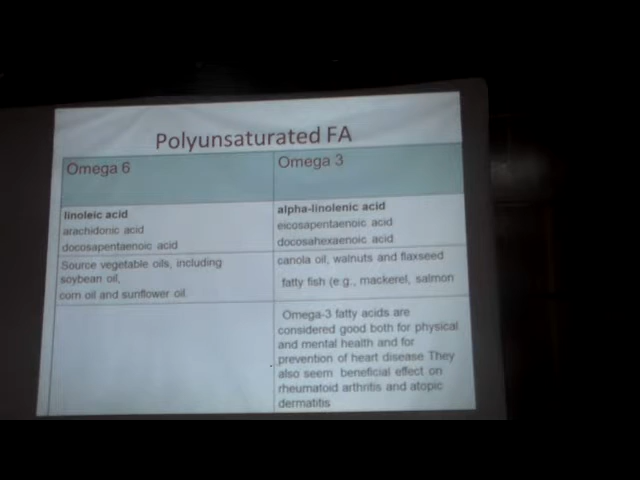 Polyunsaturated FA
Omega 6
Omega 3
linoleic acid
arachidonic acid
docosapentaenoic acid
alpha-linolenic acid
eicosapentaenoic acid
docosahexaenoic acid
Source vegetable oils, including
soybean oil,
corn oil and sunflower oil.
canola oil, walnuts and flaxseed
fatty fish (e.g., mackerel, salmon
Omega-3 fatty acids are
considered good both for physical
and mental health and for
prevention of heart disease They
also seem beneficial effect on
rheumatoid arthritis and atopic
dermatitis